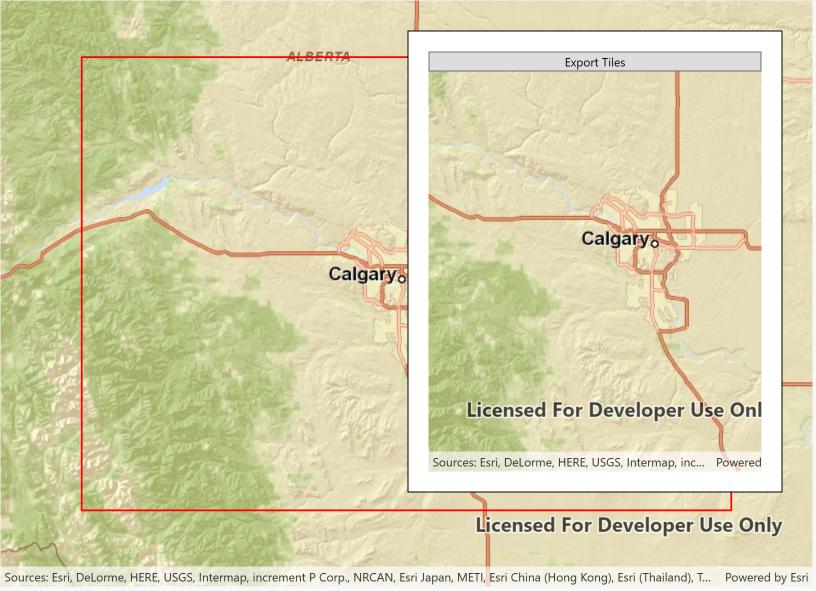 ALBERTA
Export Tiles
Calgary
Calgary
Licensed For Developer Use Onl
Sources: Esri, DeLorme, HERE, USGS, Intermap, inc... Powered
Licensed For Developer Use Only
Sources: Esri, DeLorme, HERE, USGS, Intermap, increment P Corp., NRCAN, Esri Japan, METI, Esri China (Hong Kong), Esri (Thailand), T... Powered by Esri